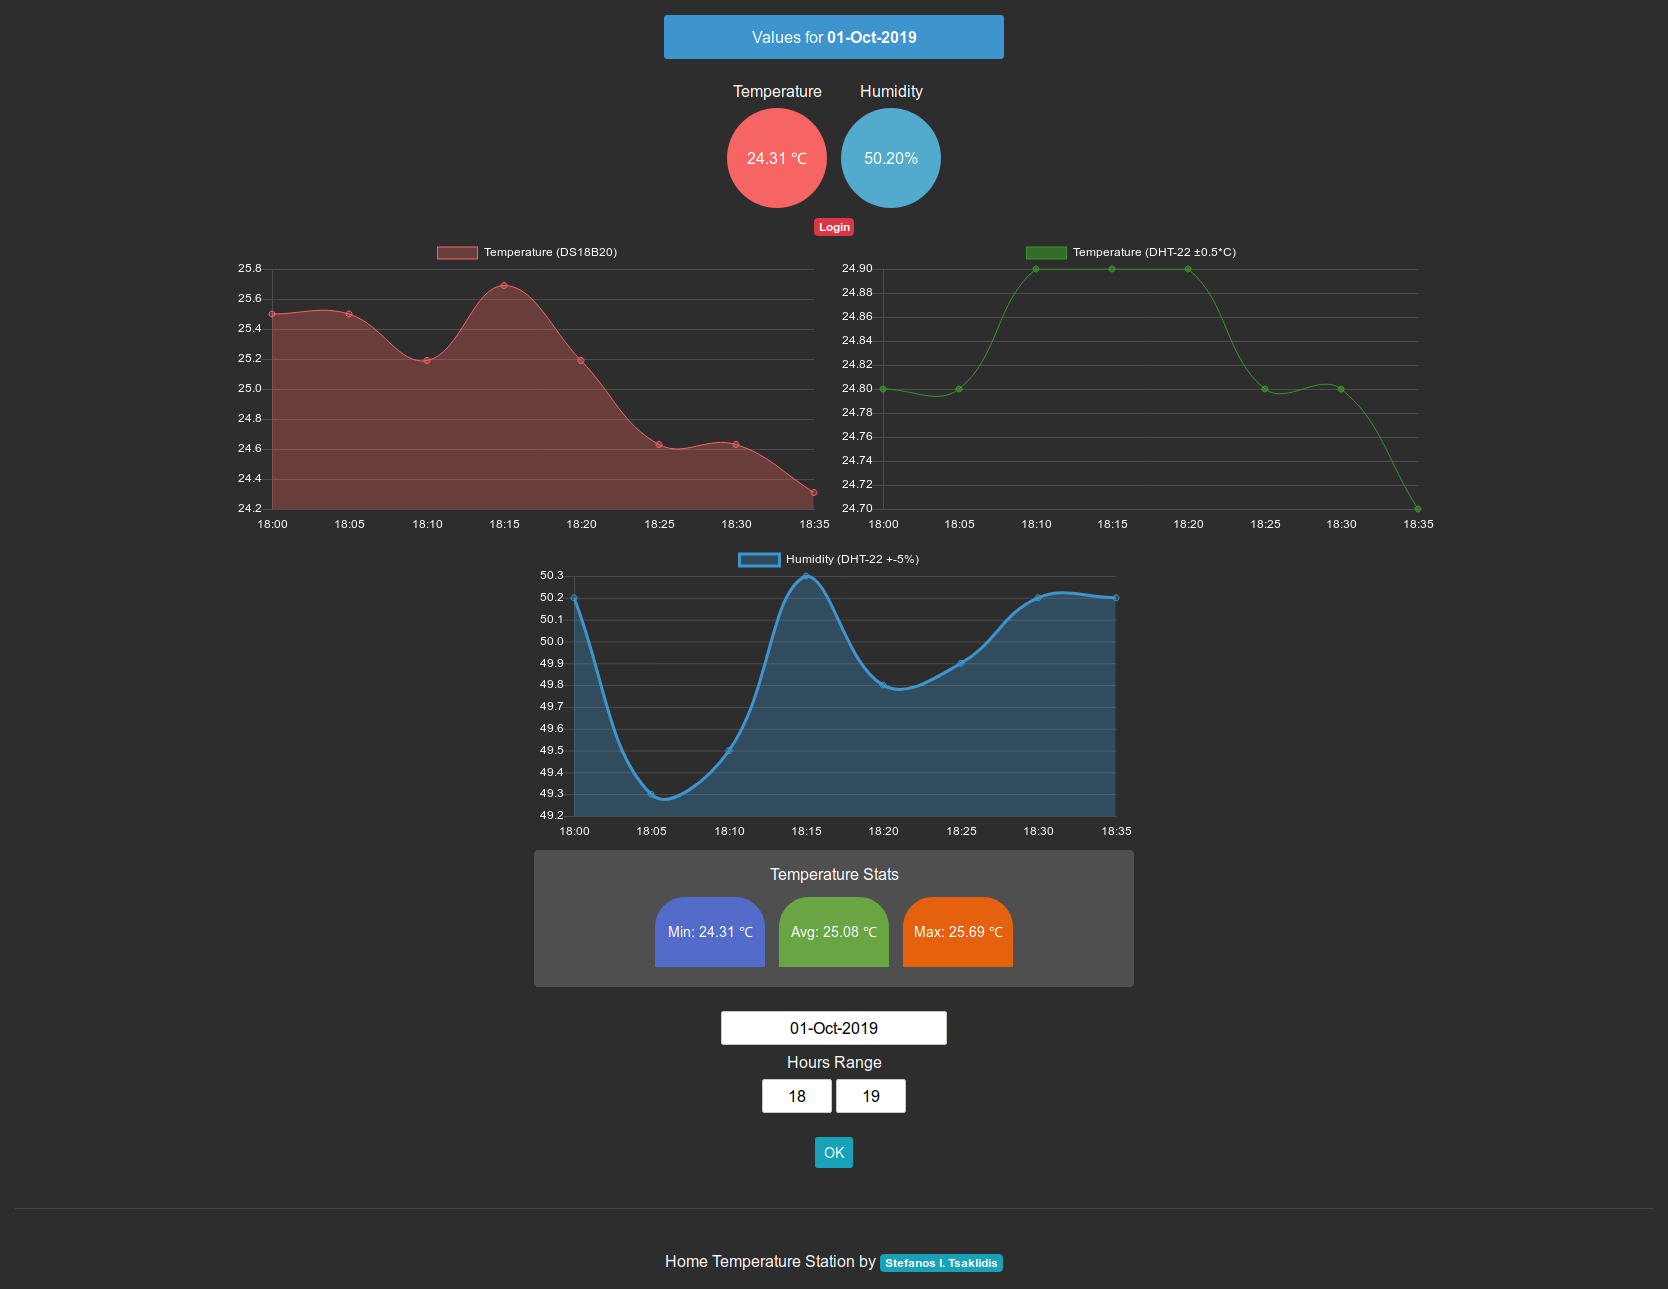 Values for 01-Oct-2019
Temperature Humidity
24.31 ℃ 50.20%
Login
Temperature (DS18B20)
25.8
25.6
25.4
25.2
25.0
24.8
24.6
24.4
24.2
18:00 18:05 18:10 18:15 18:20 18:25 18:30 18:35
Temperature (DHT-22 ±0.5*C)
24.90
24.88
24.86
24.84
24.82
24.80
24.78
24.76
24.74
24.72
24.70
18:00 18:05 18:10 18:15 18:20 18:25 18:30 18:35
Humidity (DHT-22 +-5%)
50.3
50.2
50.1
50.0
49.9
49.8
49.7
49.6
49.5
49.4
49.3
49.2
18:00 18:05 18:10 18:15 18:20 18:25 18:30 18:35
Temperature Stats
Min: 24.31 ℃ Avg: 25.08 ℃ Max: 25.69 ℃
01-Oct-2019
Hours Range
18 19
OK
Home Temperature Station by Stefanos I. Tsaklidis